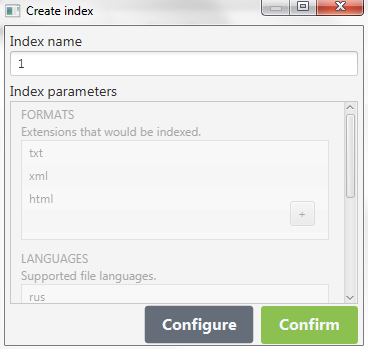 Create index
Index name
1
Index parameters
FORMATS
Extensions that would be indexed.
txt
xml
html
+
LANGUAGES
Supported file languages.
rus
Configure Confirm